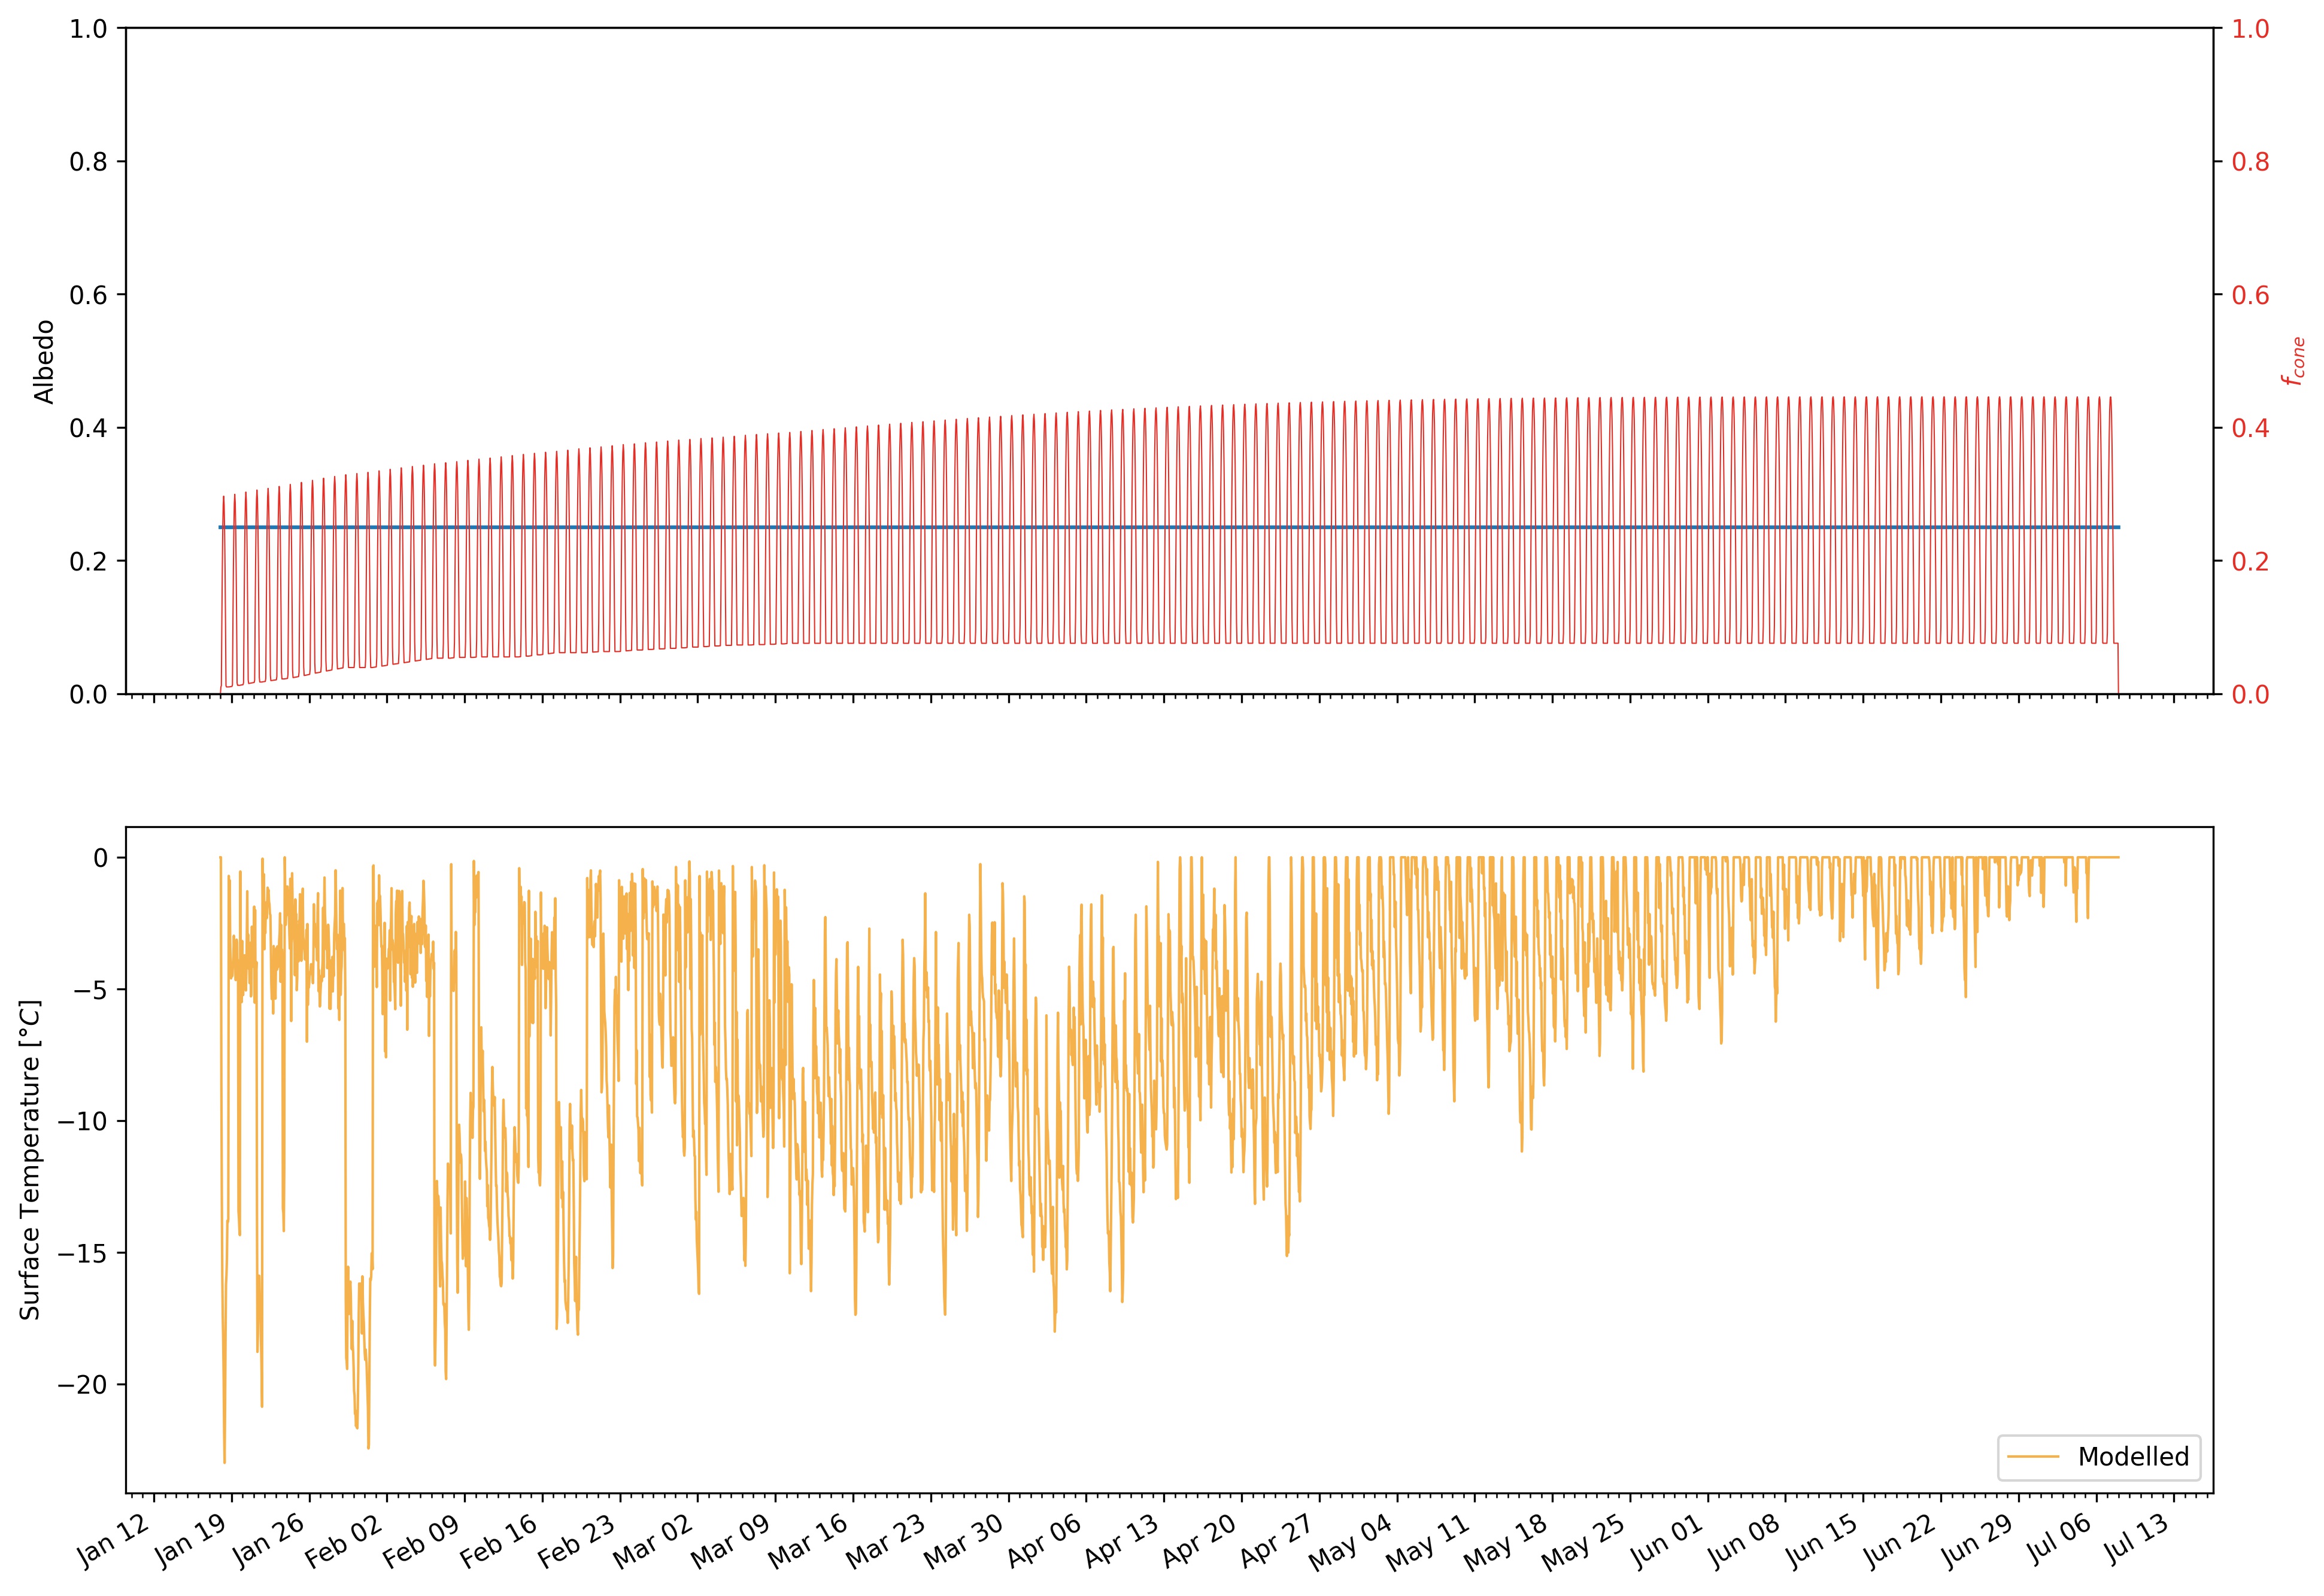 1.0
0.8
0.6
0.4
0.2
0.0
Albedo
1.0
0.8
0.6
0.4
0.2
0.0
f_cone
0
−5
−10
−15
−20
Surface Temperature [°C]
Modelled
Jan 12
Jan 19
Jan 26
Feb 02
Feb 09
Feb 16
Feb 23
Mar 02
Mar 09
Mar 16
Mar 23
Mar 30
Apr 06
Apr 13
Apr 20
Apr 27
May 04
May 11
May 18
May 25
Jun 01
Jun 08
Jun 15
Jun 22
Jun 29
Jul 06
Jul 13